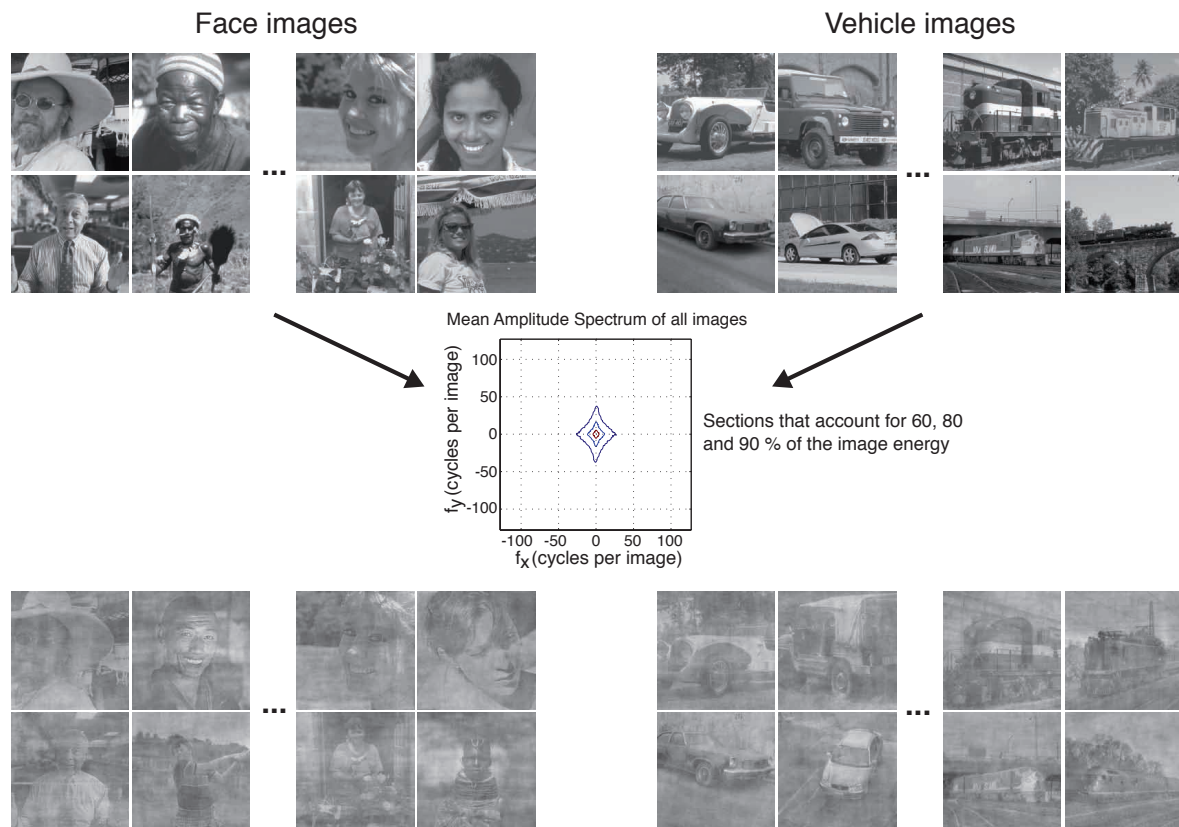 Face images
Vehicle images
...
...
Mean Amplitude Spectrum of all images
fy (cycles per image)
100
50
0
-50
-100
-100 -50 0 50 100
fx (cycles per image)
Sections that account for 60, 80
and 90 % of the image energy
...
...